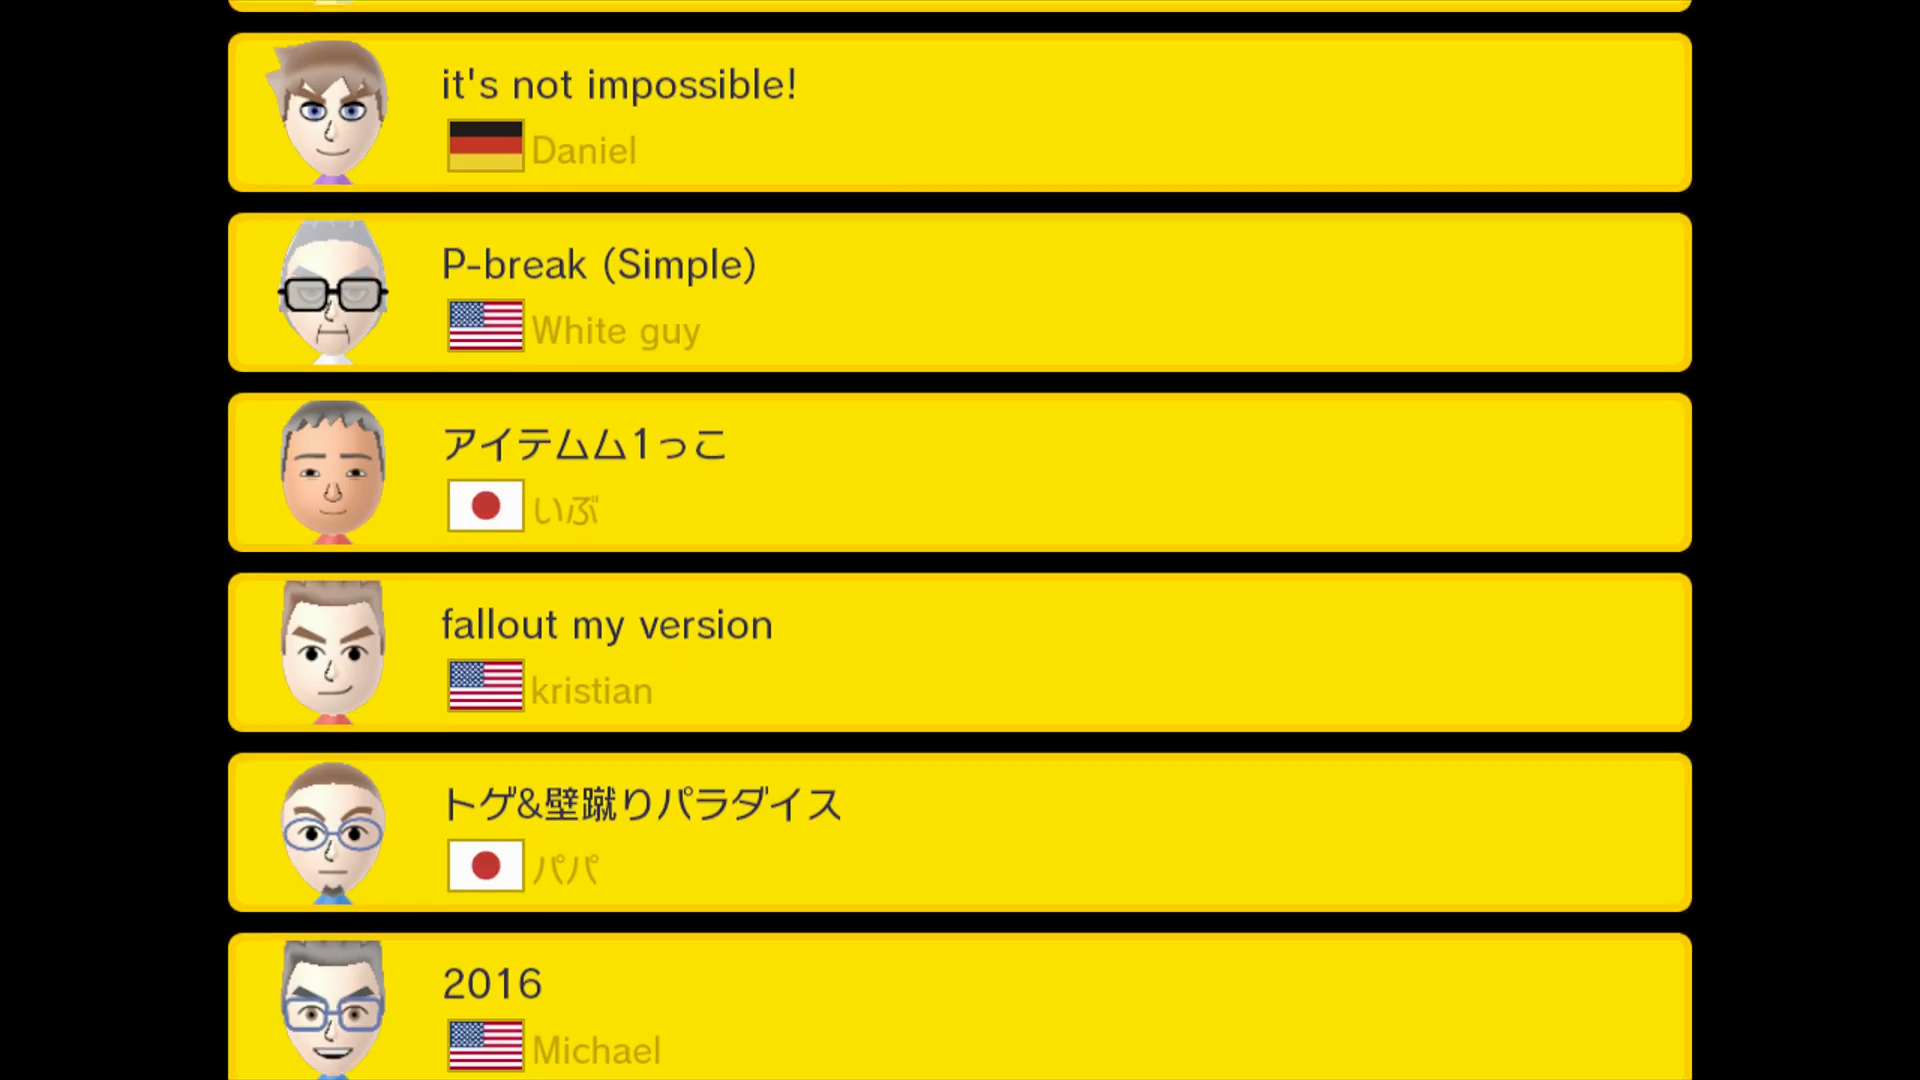 it's not impossible!
Daniel
P-break (Simple)
White guy
アイテムム1っこ
いぶ
fallout my version
kristian
トゲ&壁蹴りパラダイス
パパ
2016
Michael